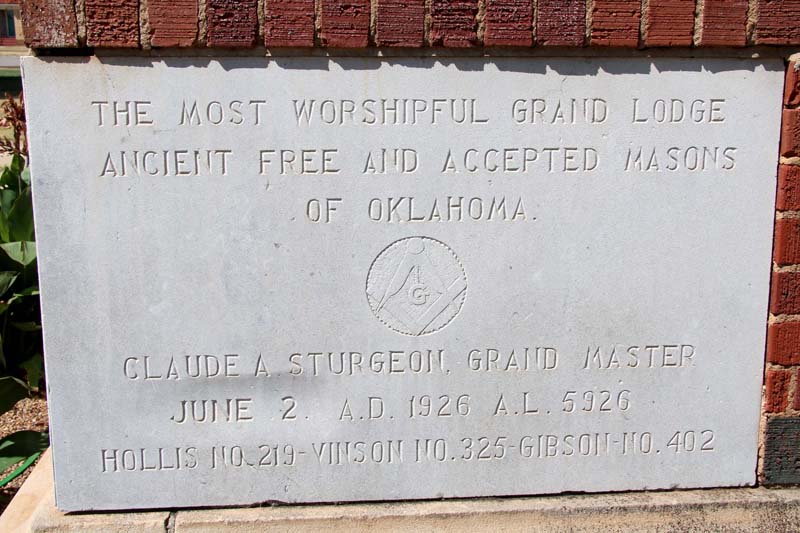 THE MOST WORSHIPFUL GRAND LODGE
ANCIENT FREE AND ACCEPTED MASONS
OF OKLAHOMA.
G
CLAUDE A. STURGEON, GRAND MASTER
JUNE 2. A.D. 1926 A.L. 5926
HOLLIS NO. 219-VINSON NO. 325-GIBSON-NO. 402